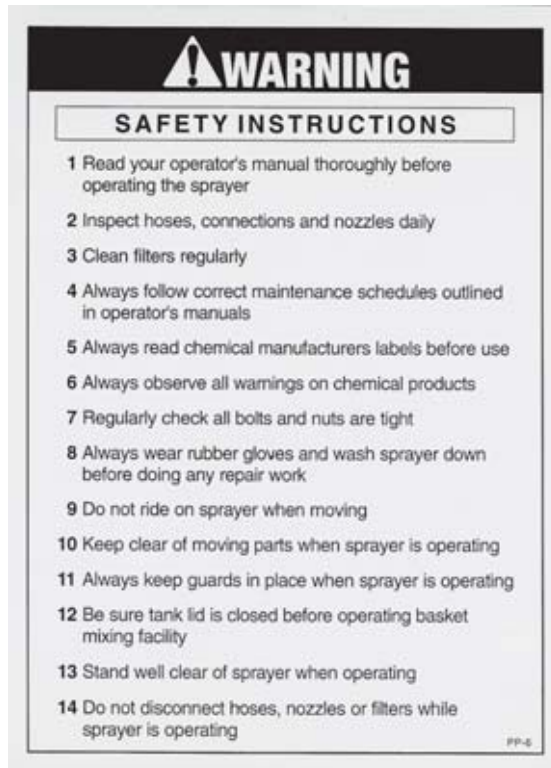 WARNING
SAFETY INSTRUCTIONS
1 Read your operator's manual thoroughly before
operating the sprayer
2 Inspect hoses, connections and nozzles daily
3 Clean filters regularly
4 Always follow correct maintenance schedules outlined
in operator's manuals
5 Always read chemical manufacturers labels before use
6 Always observe all warnings on chemical products
7 Regularly check all bolts and nuts are tight
8 Always wear rubber gloves and wash sprayer down
before doing any repair work
9 Do not ride on sprayer when moving
10 Keep clear of moving parts when sprayer is operating
11 Always keep guards in place when sprayer is operating
12 Be sure tank lid is closed before operating basket
mixing facility
13 Stand well clear of sprayer when operating
14 Do not disconnect hoses, nozzles or filters while
sprayer is operating
PP-6